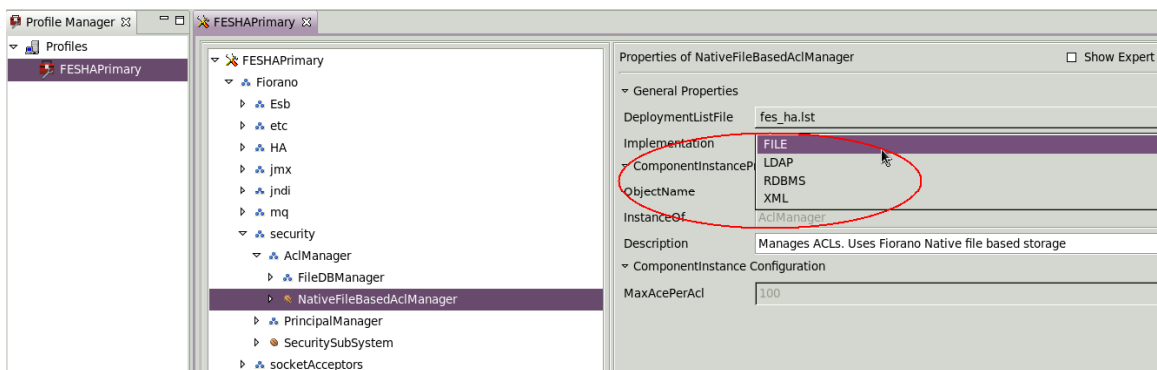 Profile Manager
FESHAPrimary
Profiles
FESHAPrimary
FESHAPrimary
Fiorano
Esb
etc
HA
jmx
jndi
mq
security
AclManager
FileDBManager
NativeFileBasedAclManager
PrincipalManager
SecuritySubSystem
socketAcceptors
Properties of NativeFileBasedAclManager
Show Expert
General Properties
DeploymentListFile
fes_ha.lst
Implementation
FILE
LDAP
RDBMS
XML
ComponentInstanceP
ObjectName
InstanceOf
AclManager
Description
Manages ACLs. Uses Fiorano Native file based storage
ComponentInstance Configuration
MaxAcePerAcl
100